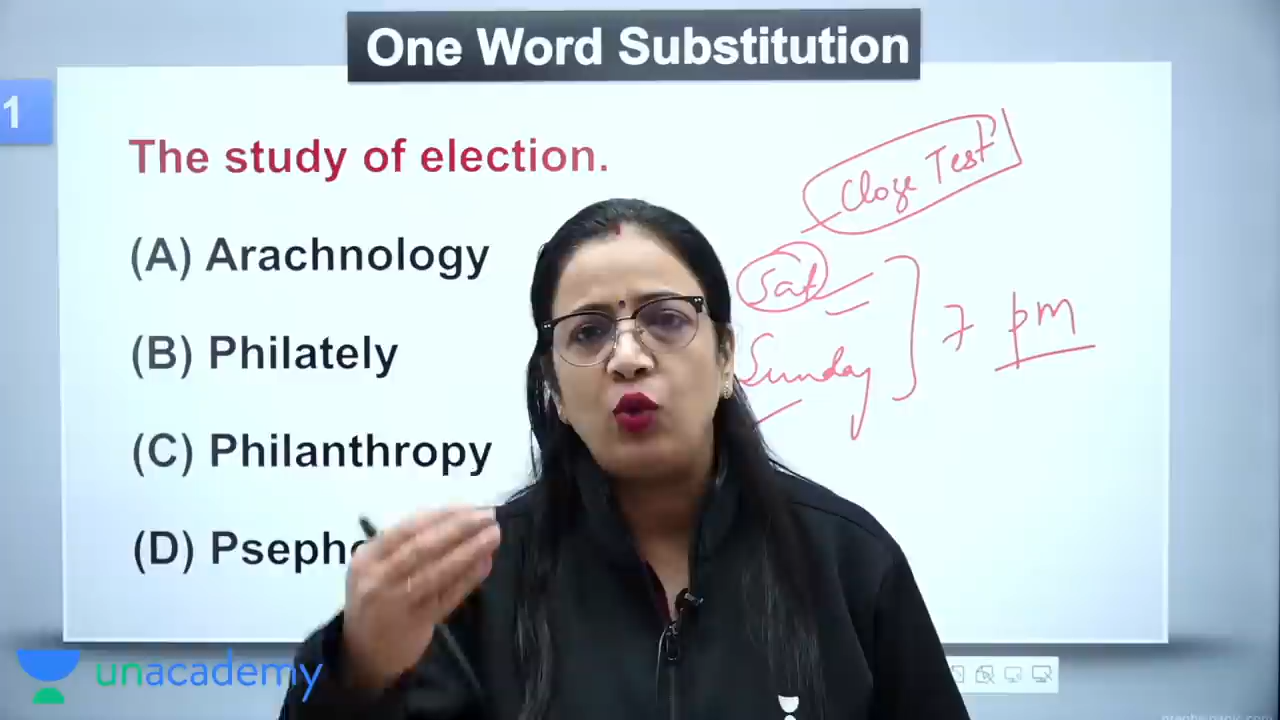 One Word Substitution
1
The study of election.
(A) Arachnology
(B) Philately
(C) Philanthropy
(D) Pseph
Cloze Test
Sat
Sunday
7 pm
unacademy